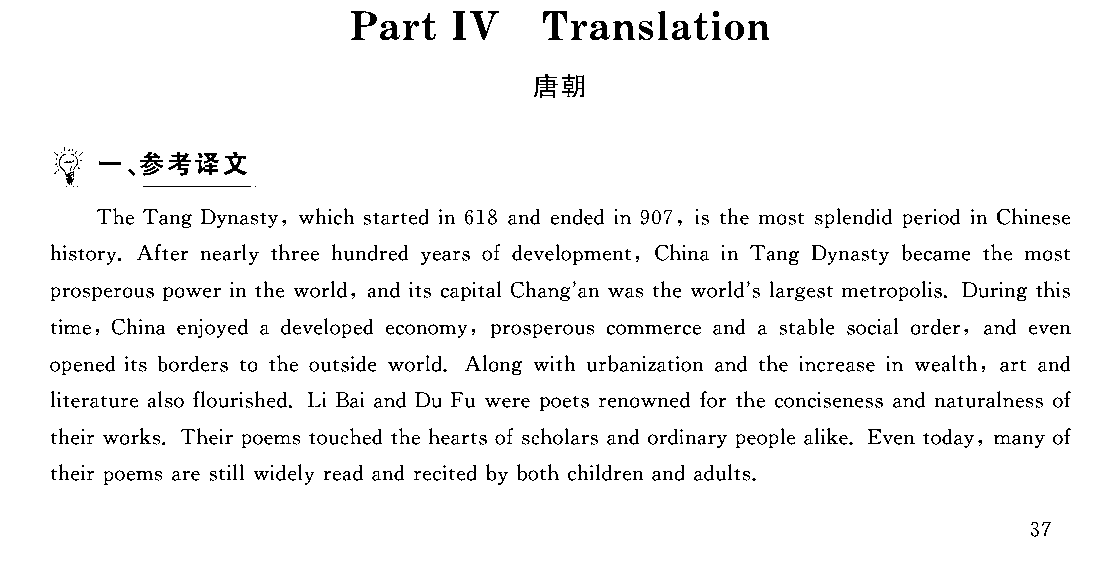 Part IV Translation
唐朝
一、参考译文
The Tang Dynasty, which started in 618 and ended in 907, is the most splendid period in Chinese
history. After nearly three hundred years of development, China in Tang Dynasty became the most
prosperous power in the world, and its capital Chang'an was the world's largest metropolis. During this
time, China enjoyed a developed economy, prosperous commerce and a stable social order, and even
opened its borders to the outside world. Along with urbanization and the increase in wealth, art and
literature also flourished. Li Bai and Du Fu were poets renowned for the conciseness and naturalness of
their works. Their poems touched the hearts of scholars and ordinary people alike. Even today, many of
their poems are still widely read and recited by both children and adults.
37